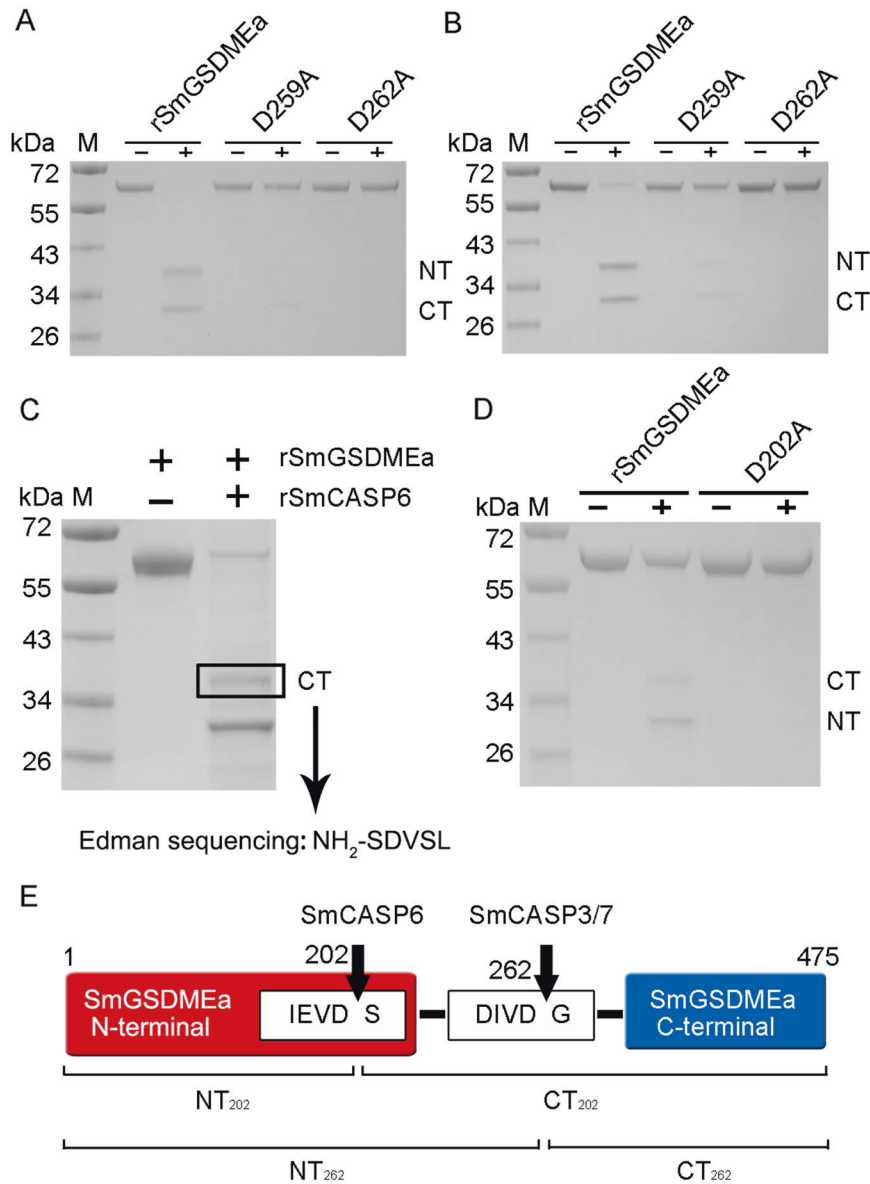 A
rSmGSDMEa D259A D262A
kDa M − + − + − +
72
55
43
34
26
NT
CT
B
rSmGSDMEa D259A D262A
kDa M − + − + − +
72
55
43
34
26
NT
CT
C
+ + rSmGSDMEa
kDa M − + rSmCASP6
72
55
43
34
26
CT
Edman sequencing: NH2-SDVSL
D
rSmGSDMEa D202A
kDa M − + − +
72
55
43
34
26
CT
NT
E
SmCASP6 SmCASP3/7
1 202 262 475
SmGSDMEa
N-terminal
IEVD S
DIVD G
SmGSDMEa
C-terminal
NT202 CT202
NT262 CT262